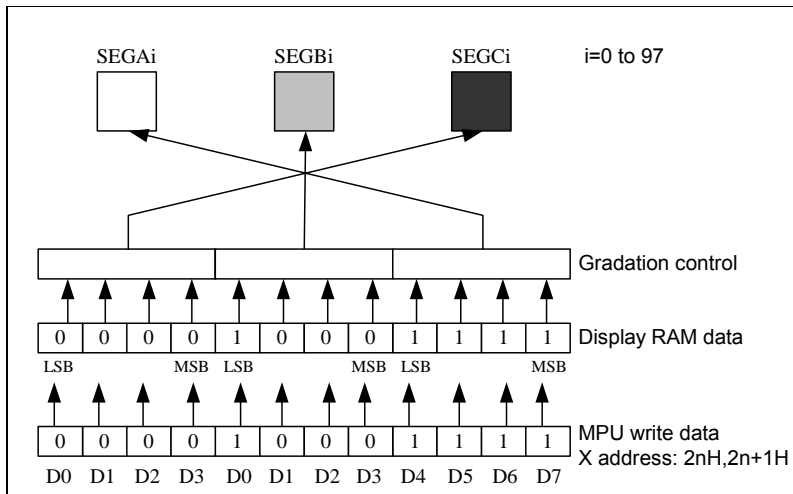 SEGAi SEGBi SEGCi i=0 to 97
Gradation control
0 0 0 0 1 0 0 0 1 1 1 1 Display RAM data
LSB MSB LSB MSB LSB MSB
0 0 0 0 1 0 0 0 1 1 1 1 MPU write data
X address: 2nH,2n+1H
D0 D1 D2 D3 D0 D1 D2 D3 D4 D5 D6 D7